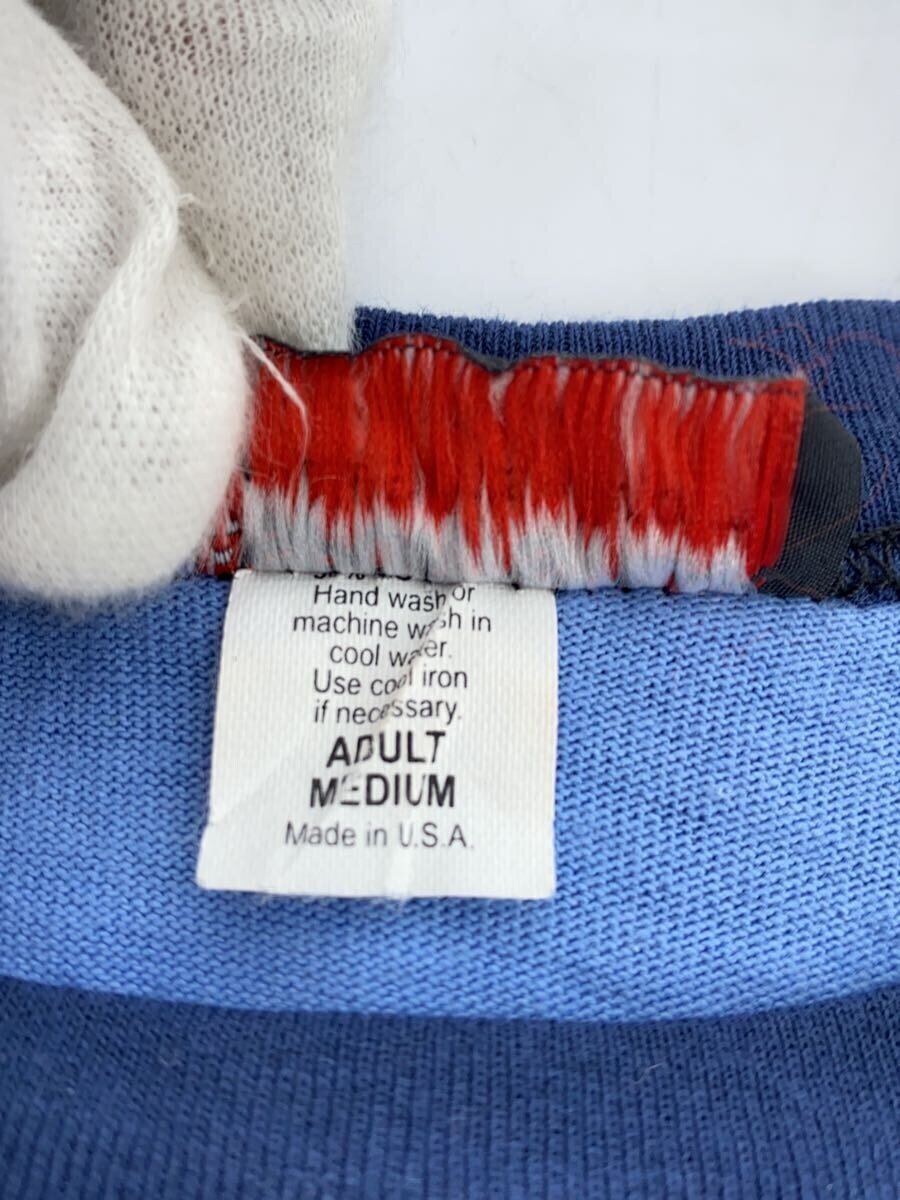 Hand wash or
machine wash in
cool water.
Use cool iron
if necessary.
ADULT
MEDIUM
Made in U.S.A.